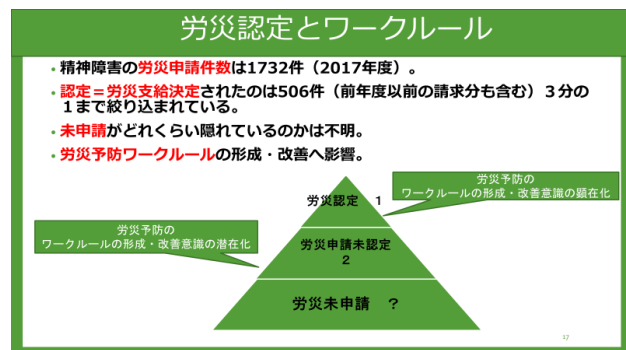 労災認定とワークルール
・精神障害の労災申請件数は1732件（2017年度）。
・認定＝労災支給決定されたのは506件（前年度以前の請求分も含む）３分の
１まで絞り込まれている。
・未申請がどれくらい隠れているのかは不明。
・労災予防ワークルールの形成・改善へ影響。
労災予防の
ワークルールの形成・改善意識の顕在化
労災認定　1
労災予防の
ワークルールの形成・改善意識の潜在化
労災申請未認定
2
労災未申請　？
17